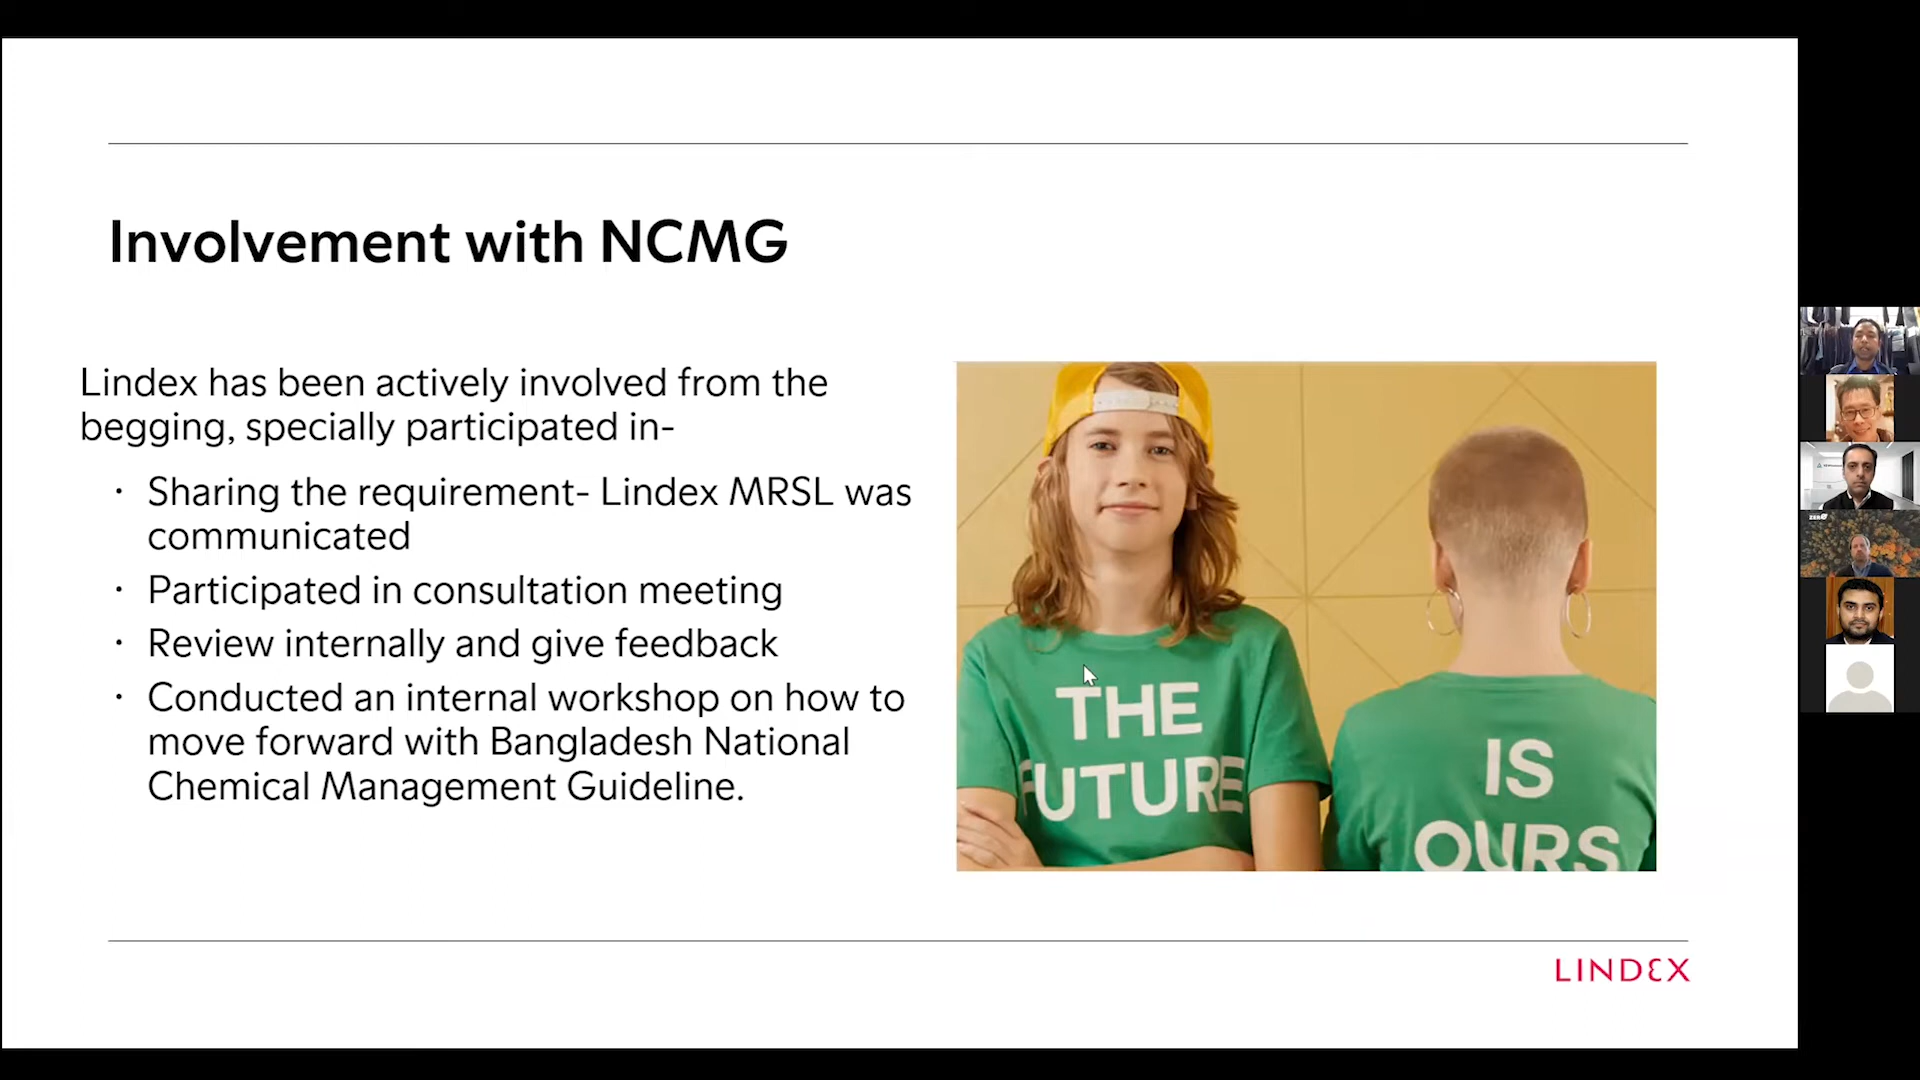 Involvement with NCMG
Lindex has been actively involved from the
begging, specially participated in-
· Sharing the requirement- Lindex MRSL was
communicated
· Participated in consultation meeting
· Review internally and give feedback
· Conducted an internal workshop on how to
move forward with Bangladesh National
Chemical Management Guideline.
THE
FUTURE
IS
OURS
LINDEX